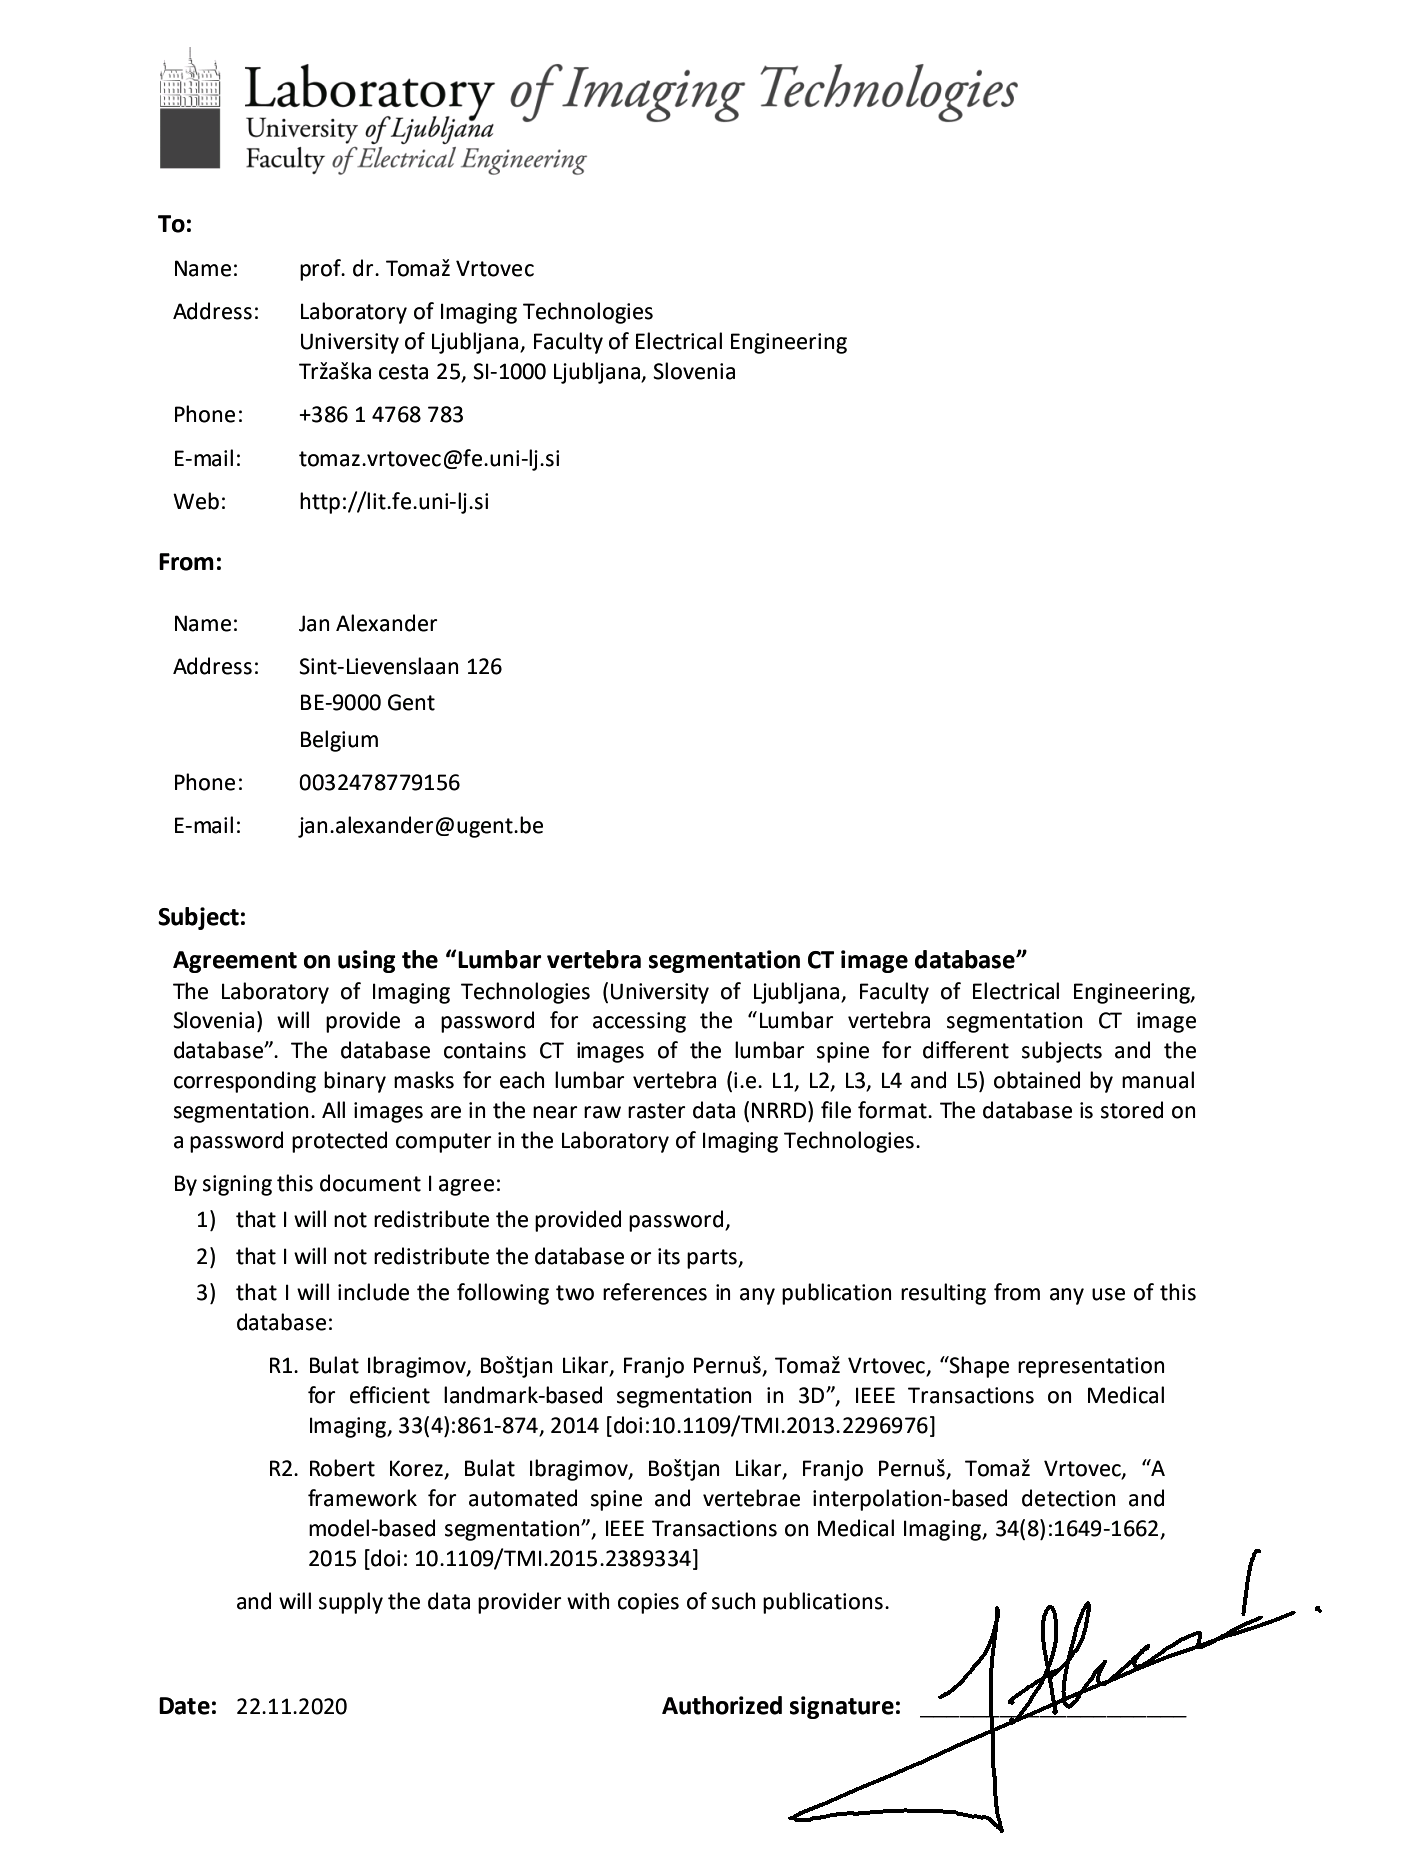 Laboratory of Imaging Technologies
University of Ljubljana
Faculty of Electrical Engineering
To:
Name: prof. dr. Tomaž Vrtovec
Address: Laboratory of Imaging Technologies
University of Ljubljana, Faculty of Electrical Engineering
Tržaška cesta 25, SI-1000 Ljubljana, Slovenia
Phone: +386 1 4768 783
E-mail: tomaz.vrtovec@fe.uni-lj.si
Web: http://lit.fe.uni-lj.si
From:
Name: Jan Alexander
Address: Sint-Lievenslaan 126
BE-9000 Gent
Belgium
Phone: 0032478779156
E-mail: jan.alexander@ugent.be
Subject:
Agreement on using the “Lumbar vertebra segmentation CT image database”
The Laboratory of Imaging Technologies (University of Ljubljana, Faculty of Electrical Engineering,
Slovenia) will provide a password for accessing the “Lumbar vertebra segmentation CT image
database”. The database contains CT images of the lumbar spine for different subjects and the
corresponding binary masks for each lumbar vertebra (i.e. L1, L2, L3, L4 and L5) obtained by manual
segmentation. All images are in the near raw raster data (NRRD) file format. The database is stored on
a password protected computer in the Laboratory of Imaging Technologies.
By signing this document I agree:
1) that I will not redistribute the provided password,
2) that I will not redistribute the database or its parts,
3) that I will include the following two references in any publication resulting from any use of this
database:
R1. Bulat Ibragimov, Boštjan Likar, Franjo Pernuš, Tomaž Vrtovec, “Shape representation
for efficient landmark-based segmentation in 3D”, IEEE Transactions on Medical
Imaging, 33(4):861-874, 2014 [doi:10.1109/TMI.2013.2296976]
R2. Robert Korez, Bulat Ibragimov, Boštjan Likar, Franjo Pernuš, Tomaž Vrtovec, “A
framework for automated spine and vertebrae interpolation-based detection and
model-based segmentation”, IEEE Transactions on Medical Imaging, 34(8):1649-1662,
2015 [doi: 10.1109/TMI.2015.2389334]
and will supply the data provider with copies of such publications.
Date: 22.11.2020 Authorized signature: